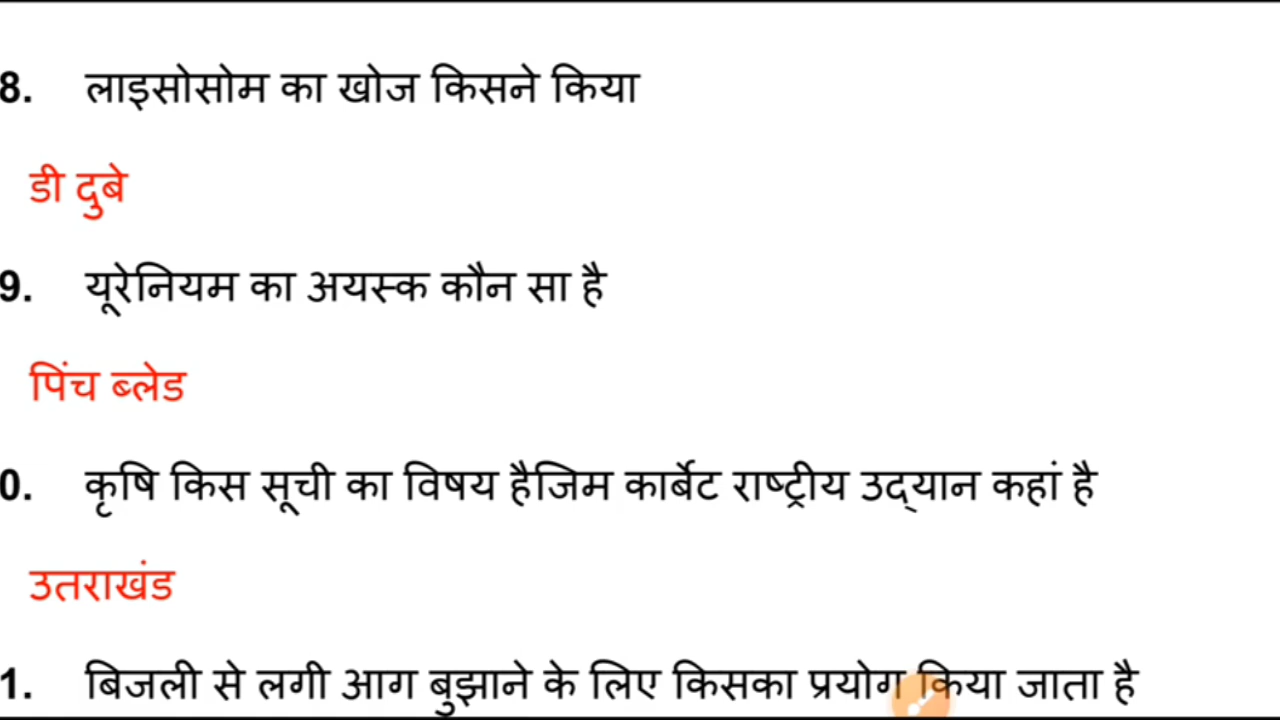 8. लाइसोसोम का खोज किसने किया
डी दुबे
9. यूरेनियम का अयस्क कौन सा है
पिंच ब्लेड
0. कृषि किस सूची का विषय हैजिम कार्बेट राष्ट्रीय उद्यान कहां है
उतराखंड
1. बिजली से लगी आग बुझाने के लिए किसका प्रयोग किया जाता है